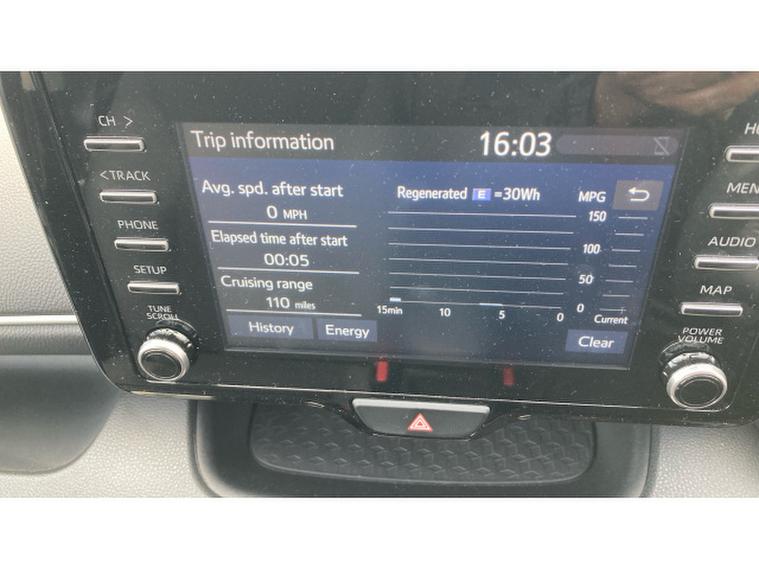 CH >
<TRACK
PHONE
SETUP
TUNE
SCROLL
Trip information 16:03
Avg. spd. after start
0 MPH
Elapsed time after start
00:05
Cruising range
110 miles
History Energy
Regenerated E =30Wh MPG
150
100
50
0
15min 10 5 0 Current
Clear
MAP
AUDIO
POWER
VOLUME